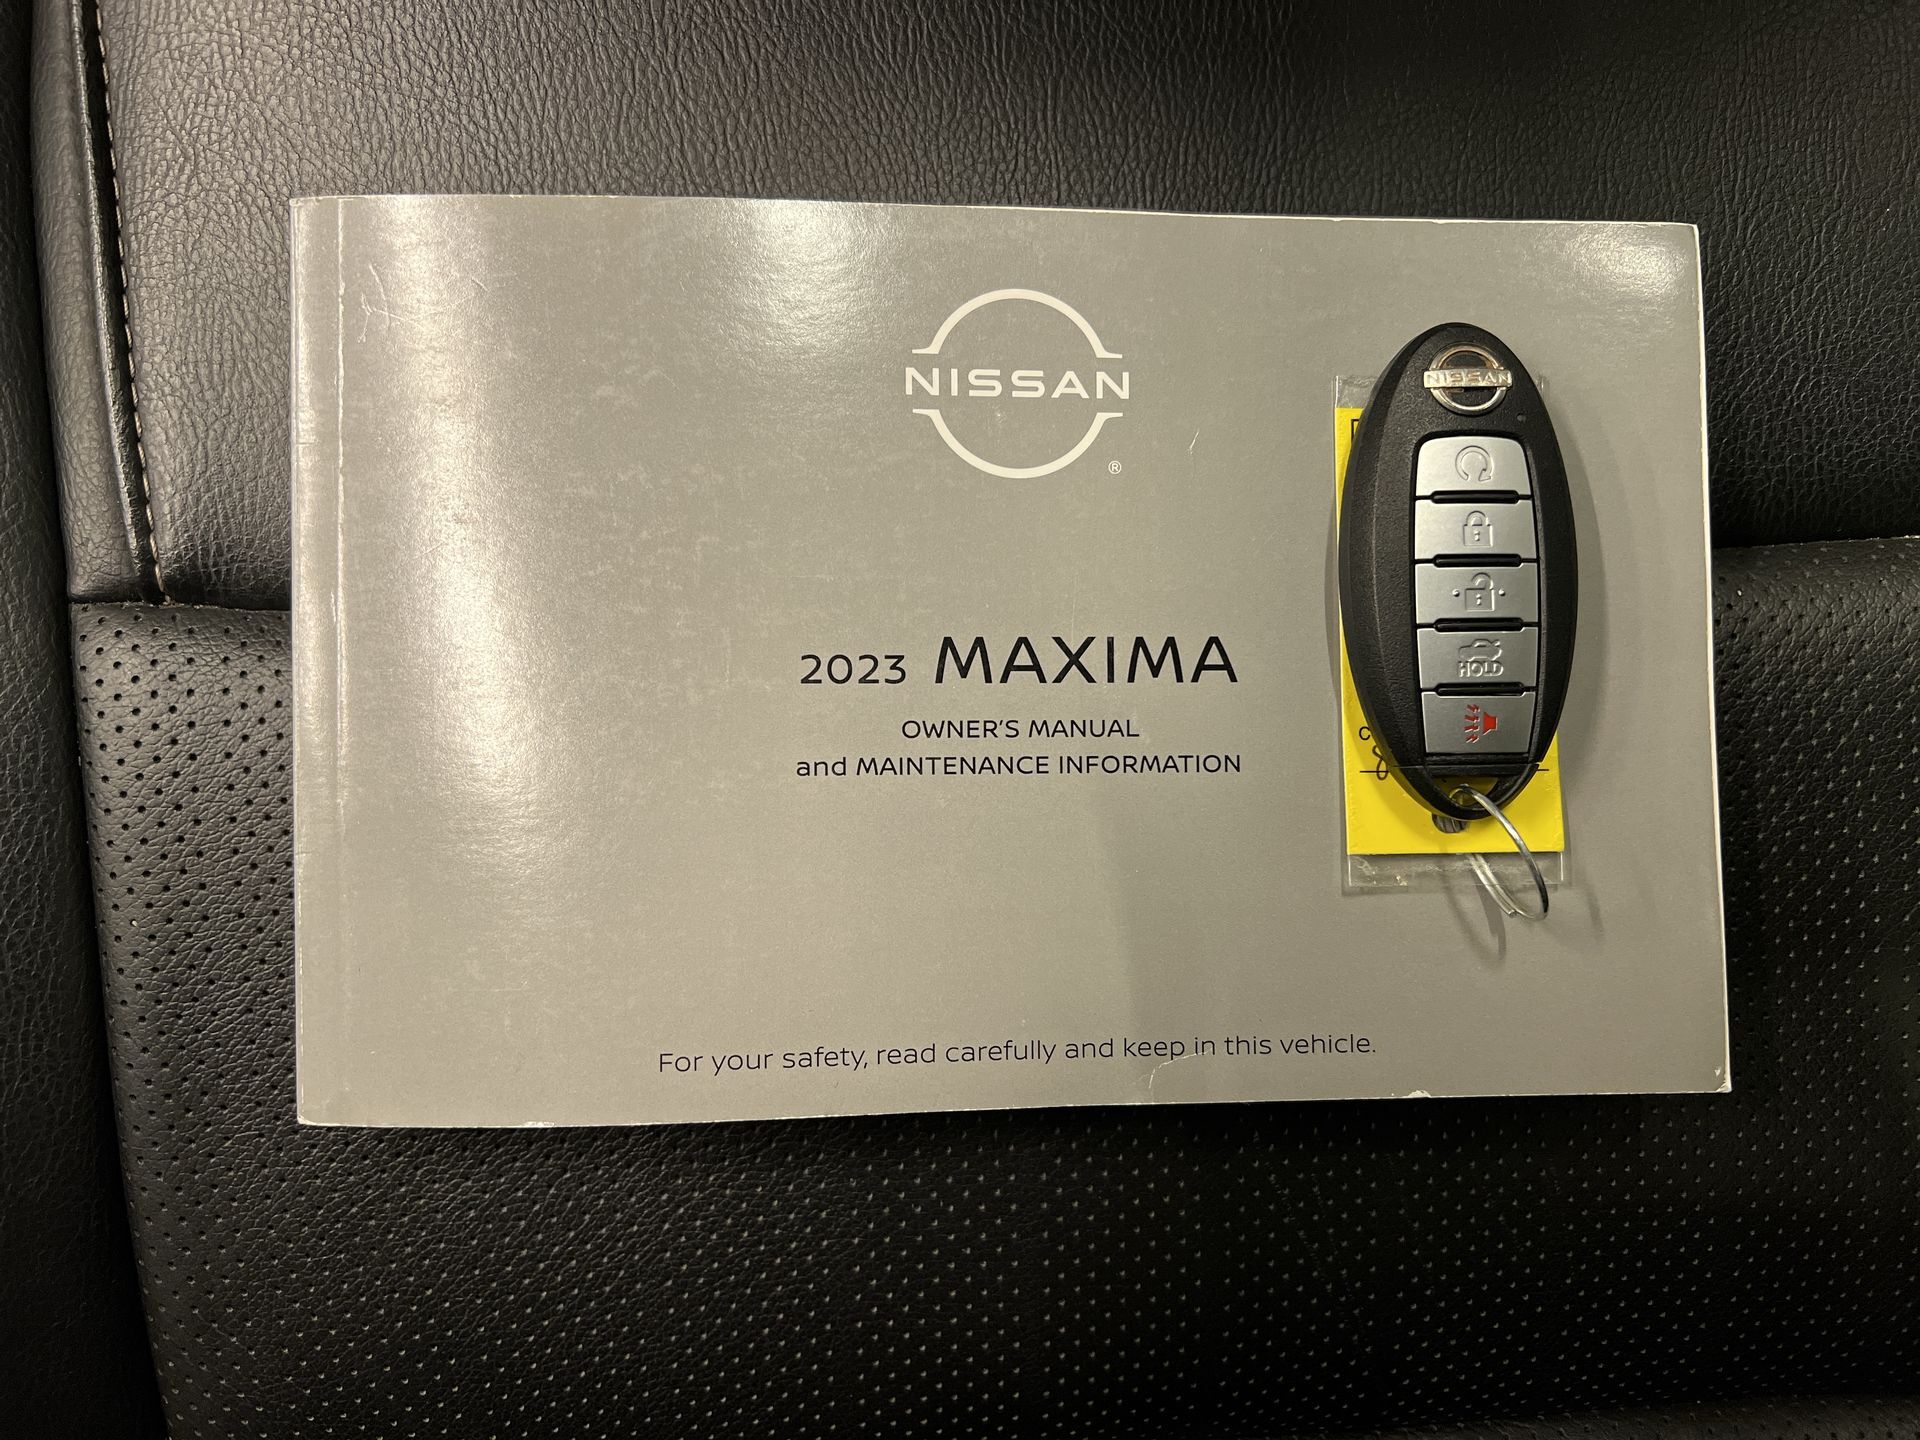 NISSAN
®
2023 MAXIMA
OWNER'S MANUAL
and MAINTENANCE INFORMATION
For your safety, read carefully and keep in this vehicle.
NISSAN
HOLD